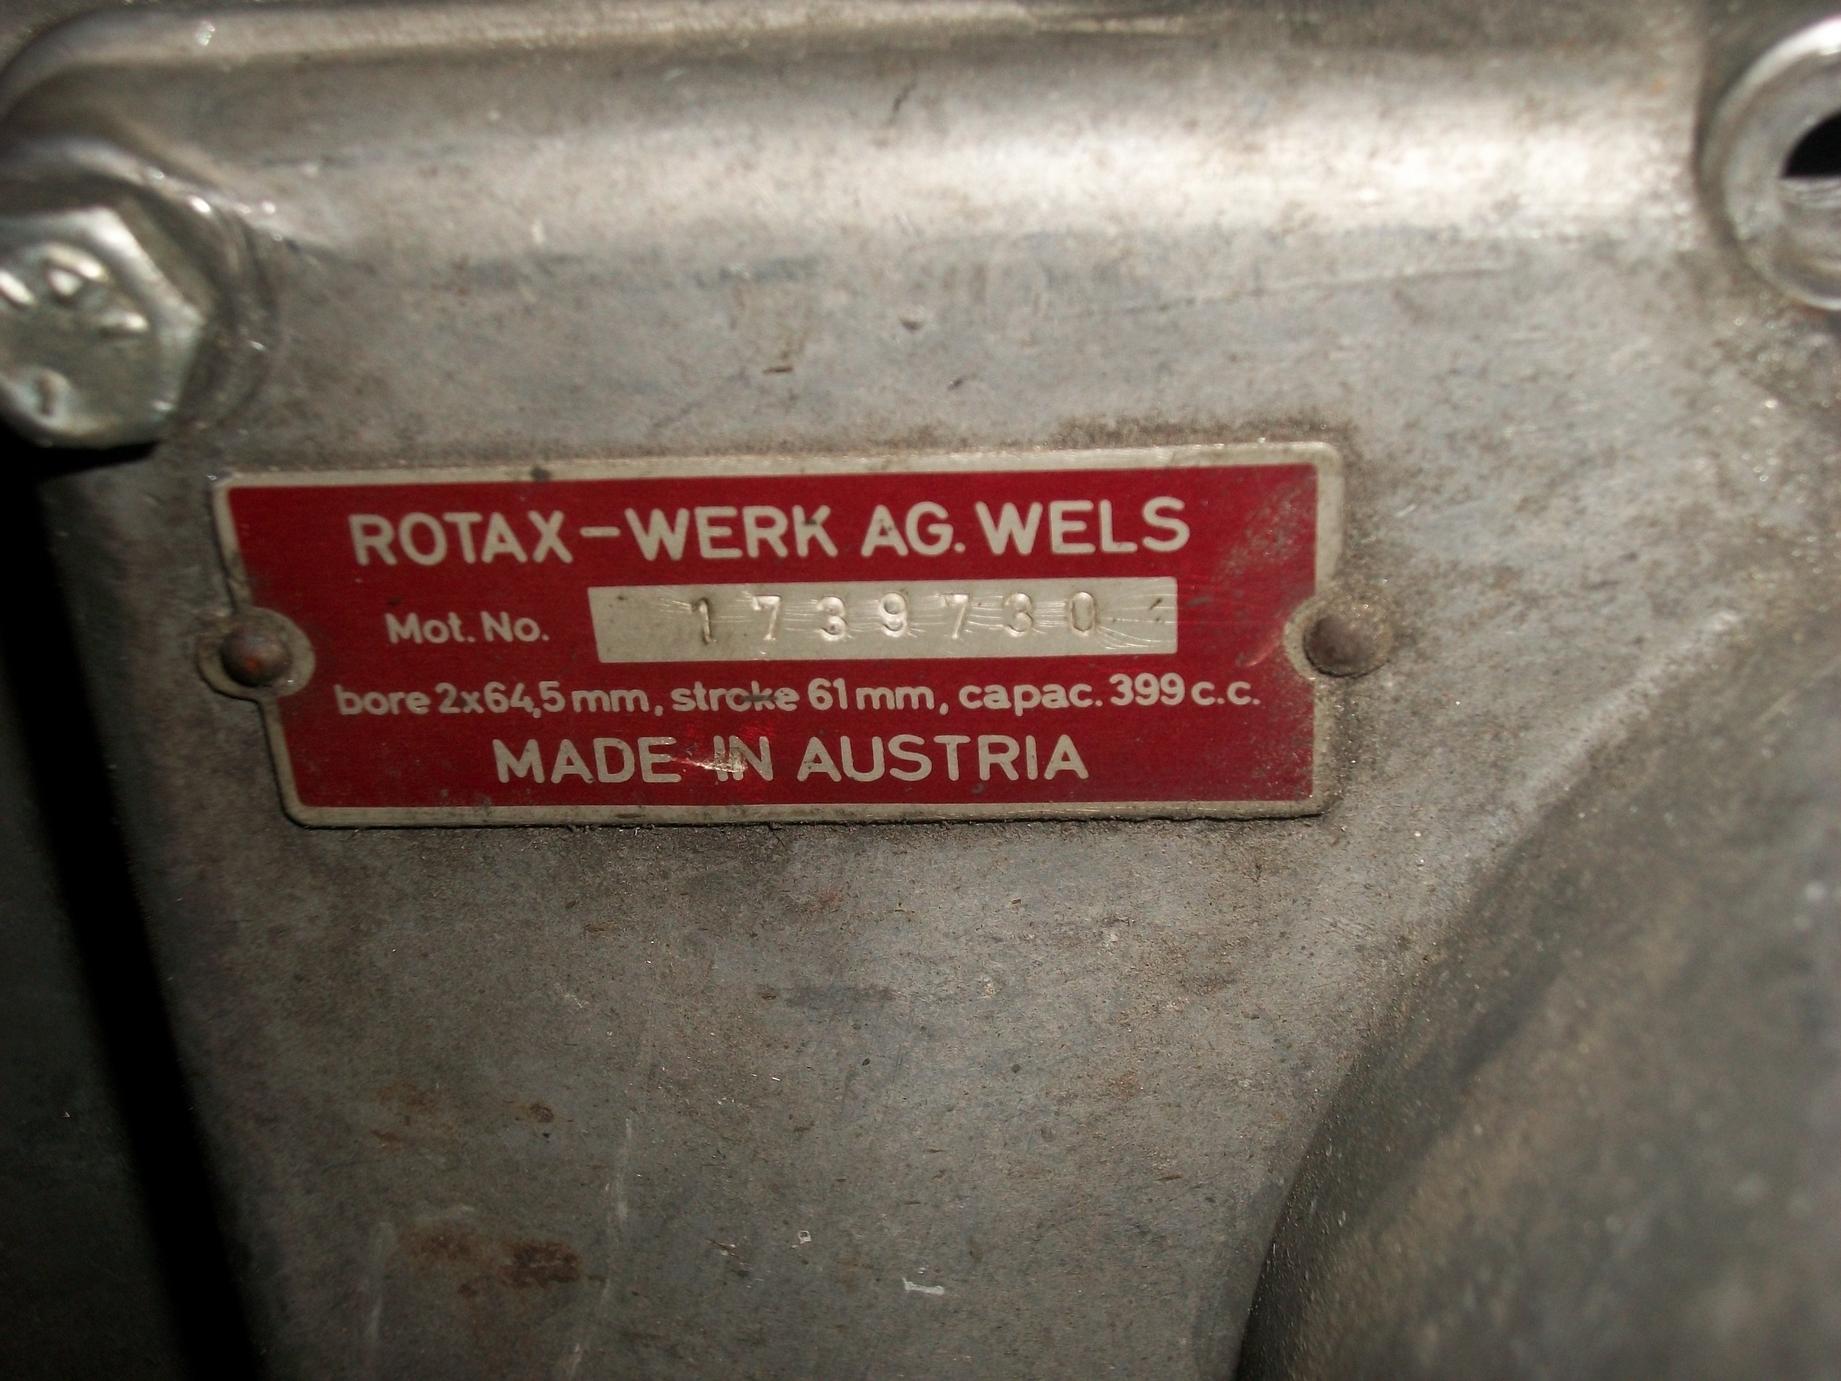 ROTAX-WERK AG. WELS
Mot. No. 1739730
bore 2x64,5 mm, stroke 61 mm, capac. 399 c.c.
MADE IN AUSTRIA